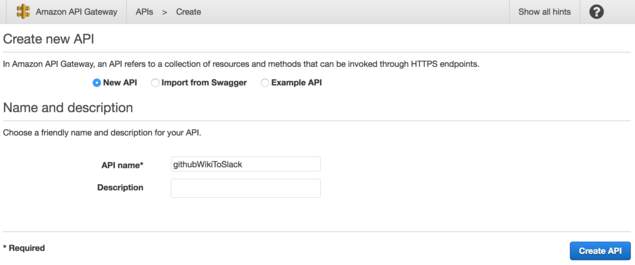 Amazon API Gateway APIs > Create Show all hints ?
Create new API
In Amazon API Gateway, an API refers to a collection of resources and methods that can be invoked through HTTPS endpoints.
New API Import from Swagger Example API
Name and description
Choose a friendly name and description for your API.
API name* githubWikiToSlack
Description
* Required Create API